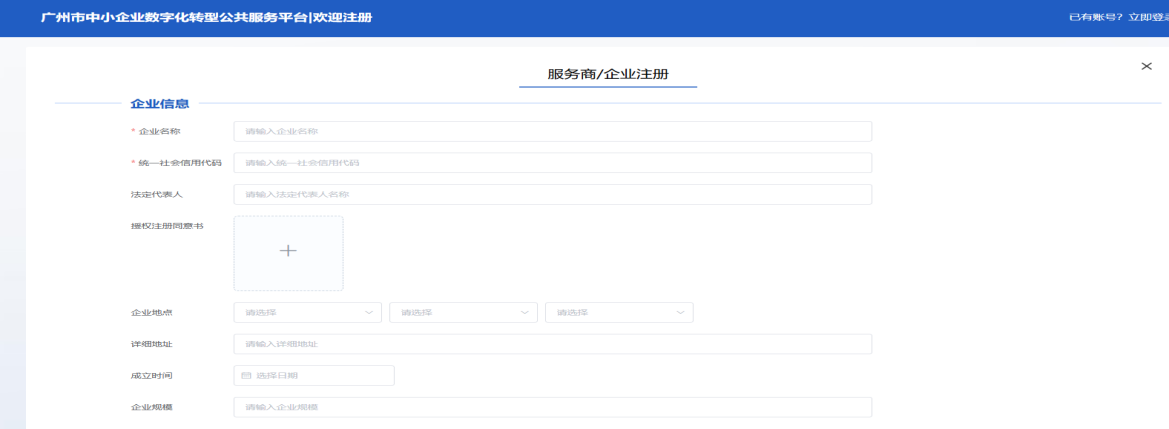 广州市中小企业数字化转型公共服务平台|欢迎注册 已有账号？立即登录
服务商/企业注册 ×
企业信息
* 企业名称 请输入企业名称
* 统一社会信用代码 请输入统一社会信用代码
法定代表人 请输入法定代表人名称
授权注册同意书
+
企业地点 请选择 请选择 请选择
详细地址 请输入详细地址
成立时间 选择日期
企业规模 请输入企业规模